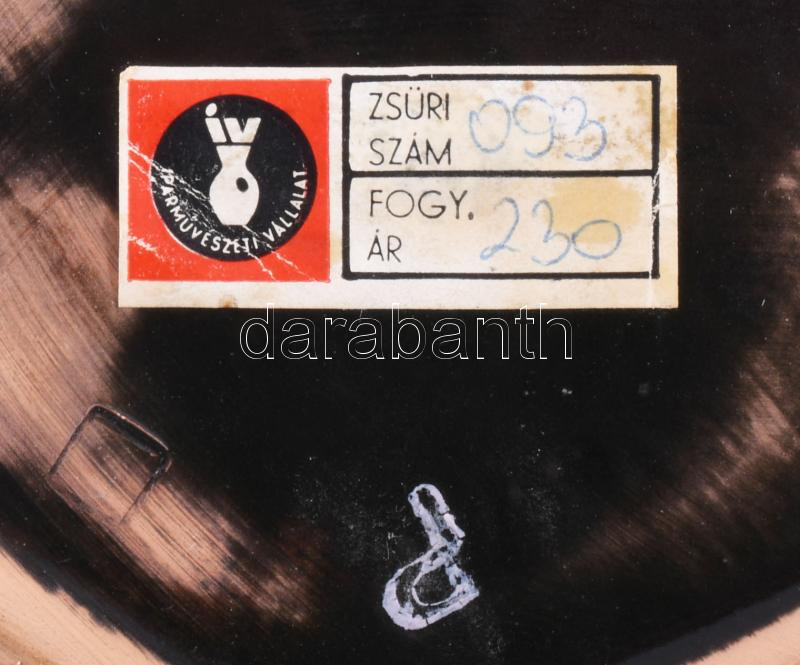 iv
IPARMŰVÉSZETI VÁLLALAT
ZSŰRI
SZÁM
093
FOGY.
ÁR
230
darabanth